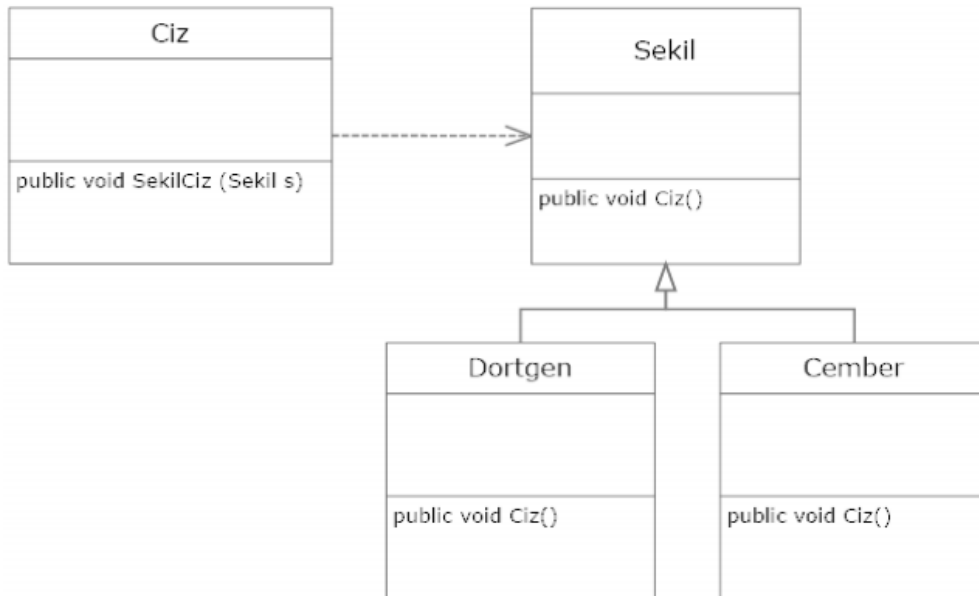 Ciz
public void SekilCiz (Sekil s)
Sekil
public void Ciz()
Dortgen
public void Ciz()
Cember
public void Ciz()